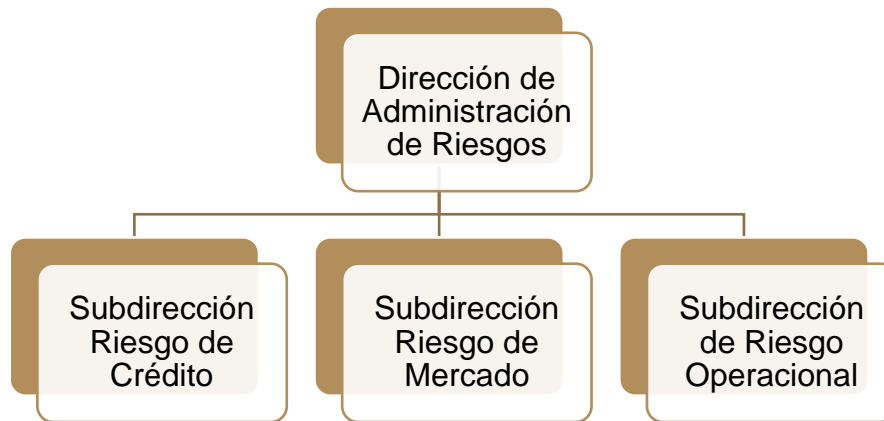 Dirección de
Administración
de Riesgos
Subdirección
Riesgo de
Crédito
Subdirección
Riesgo de
Mercado
Subdirección
de Riesgo
Operacional